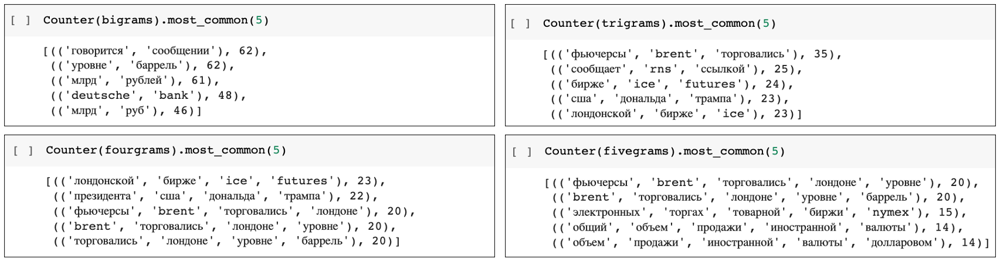 [ ] Counter(bigrams).most_common(5)
[(('говорится', 'сообщении'), 62),
(('уровне', 'баррель'), 62),
(('млрд', 'рублей'), 61),
(('deutsche', 'bank'), 48),
(('млрд', 'руб'), 46)]
[ ] Counter(trigrams).most_common(5)
[(('фьючерсы', 'brent', 'торговались'), 35),
(('сообщает', 'rns', 'ссылкой'), 25),
(('бирже', 'ice', 'futures'), 24),
(('сша', 'дональда', 'трампа'), 23),
(('лондонской', 'бирже', 'ice'), 23)]
[ ] Counter(fourgrams).most_common(5)
[(('лондонской', 'бирже', 'ice', 'futures'), 23),
(('президента', 'сша', 'дональда', 'трампа'), 22),
(('фьючерсы', 'brent', 'торговались', 'лондоне'), 20),
(('brent', 'торговались', 'лондоне', 'уровне'), 20),
(('торговались', 'лондоне', 'уровне', 'баррель'), 20)]
[ ] Counter(fivegrams).most_common(5)
[(('фьючерсы', 'brent', 'торговались', 'лондоне', 'уровне'), 20),
(('brent', 'торговались', 'лондоне', 'уровне', 'баррель'), 20),
(('электронных', 'торгах', 'товарной', 'биржи', 'nymex'), 15),
(('общий', 'объем', 'продажи', 'иностранной', 'валюты'), 14),
(('объем', 'продажи', 'иностранной', 'валюты', 'долларовом'), 14)]